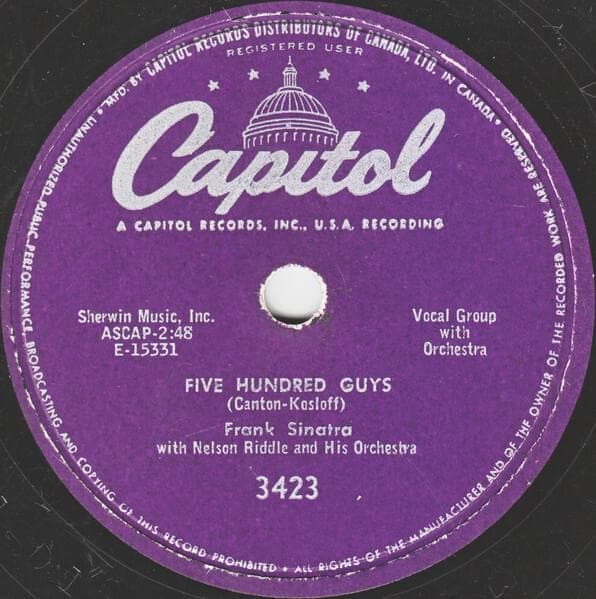 • MFD. BY CAPITOL RECORDS DISTRIBUTORS OF CANADA, LTD. IN CANADA •
REGISTERED USER
Capitol
A CAPITOL RECORDS, INC., U.S.A. RECORDING
Sherwin Music, Inc.
ASCAP-2:48
E-15331
Vocal Group
with
Orchestra
FIVE HUNDRED GUYS
(Canton-Kosloff)
Frank Sinatra
with Nelson Riddle and His Orchestra
3423
UNAUTHORIZED PUBLIC PERFORMANCE, BROADCASTING AND COPYING OF THIS RECORD PROHIBITED • ALL RIGHTS OF THE MANUFACTURER AND OF THE OWNER OF THE RECORDED WORK ARE RESERVED